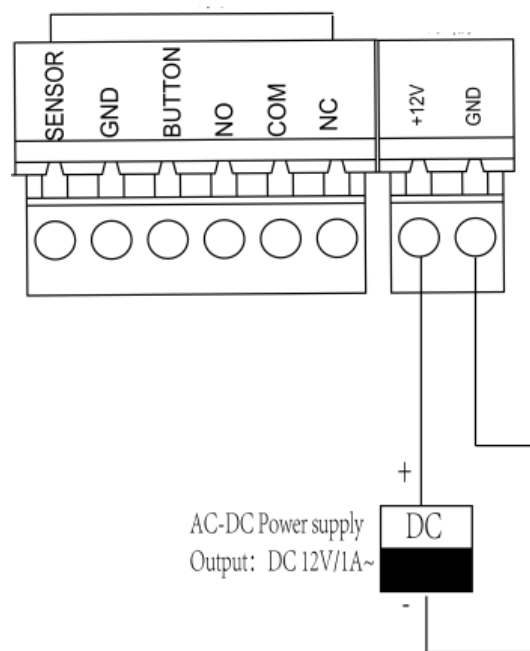 SENSOR
GND
BUTTON
NO
COM
NC
+12V
GND
+
AC-DC Power supply
DC
Output: DC 12V/1A~
-